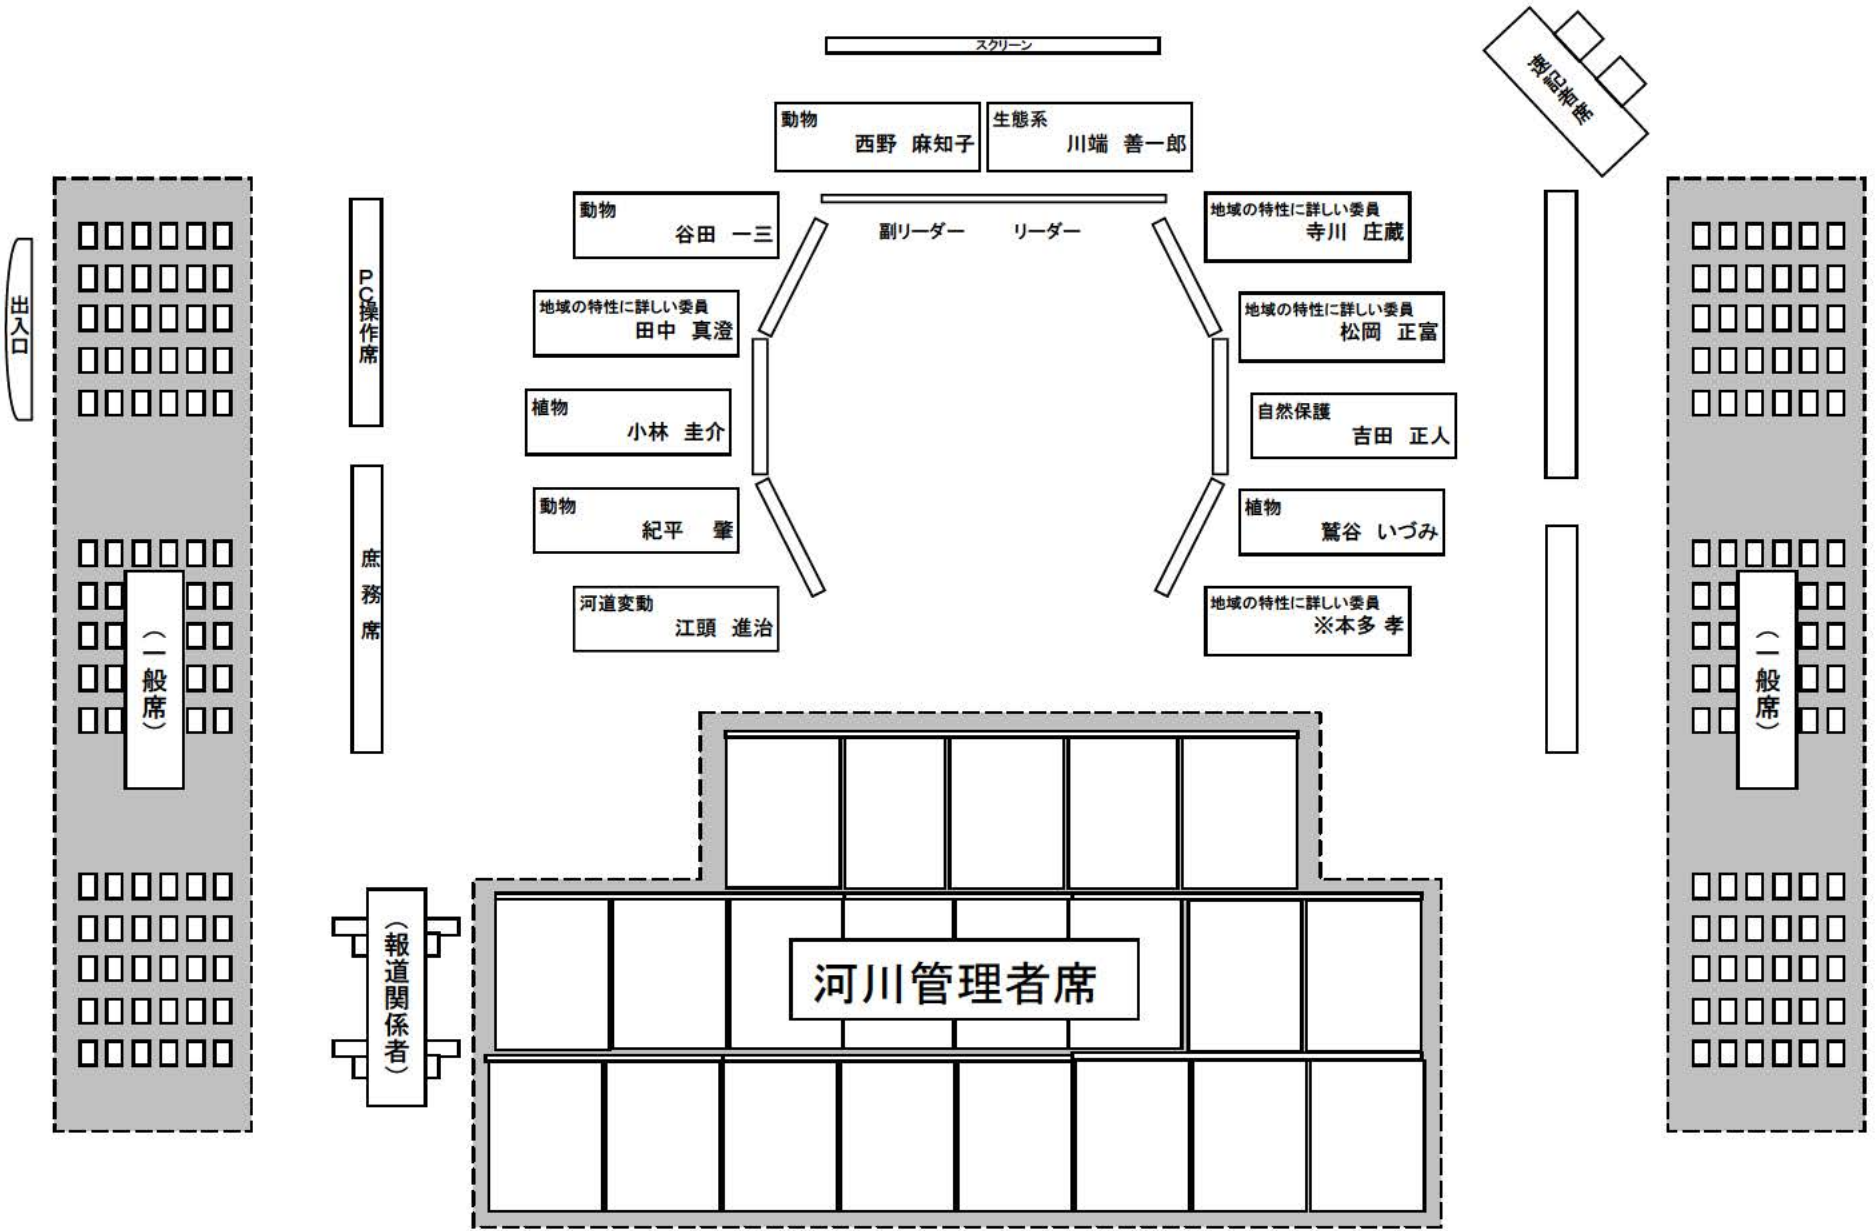 スクリーン
速記者席
動物
西野 麻知子
生態系
川端 善一郎
副リーダー
リーダー
動物
谷田 一三
地域の特性に詳しい委員
寺川 庄蔵
地域の特性に詳しい委員
田中 真澄
地域の特性に詳しい委員
松岡 正富
植物
小林 圭介
自然保護
吉田 正人
動物
紀平 肇
植物
鷲谷 いづみ
河道変動
江頭 進治
地域の特性に詳しい委員
※本多 孝
出入口
PC操作席
庶務席
（一般席）
（一般席）
（報道関係者）
河川管理者席